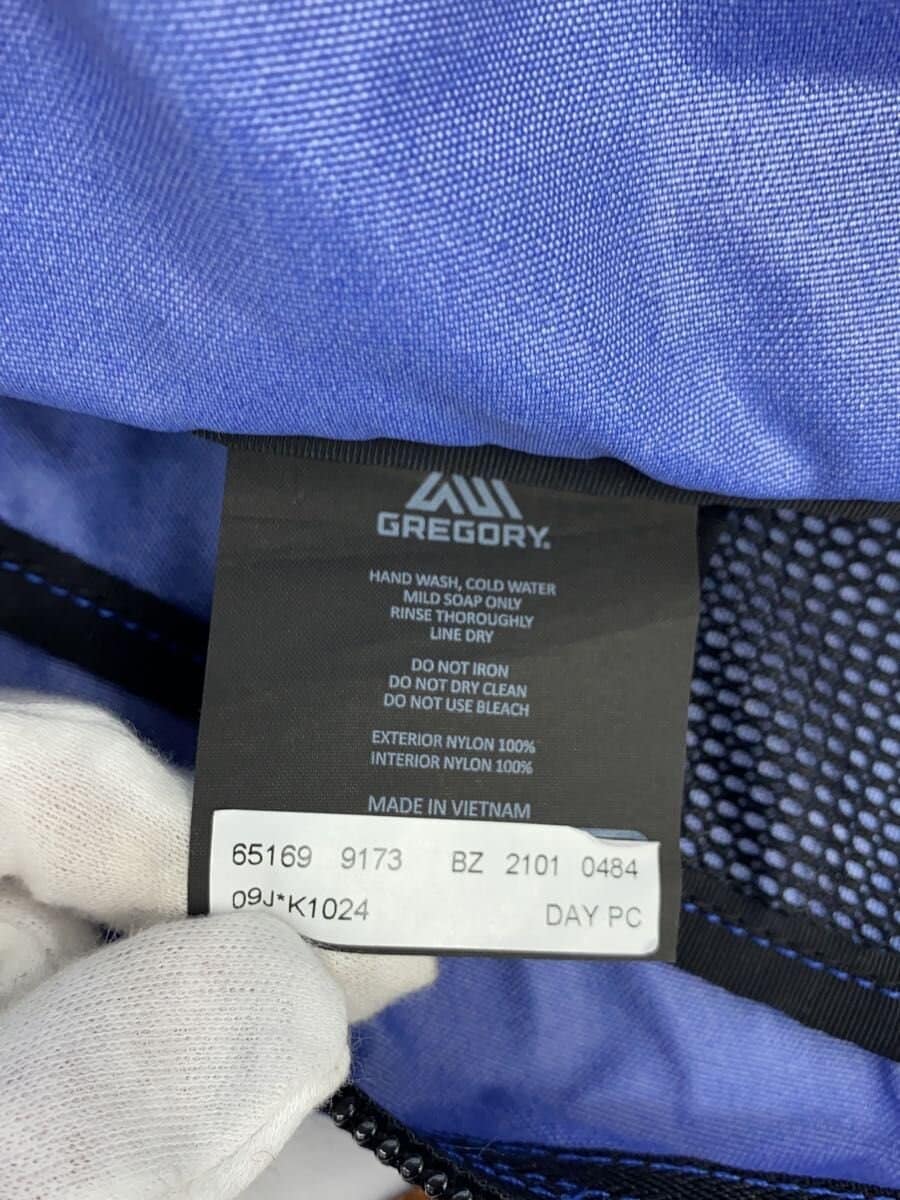 GREGORY.
HAND WASH, COLD WATER
MILD SOAP ONLY
RINSE THOROUGHLY
LINE DRY
DO NOT IRON
DO NOT DRY CLEAN
DO NOT USE BLEACH
EXTERIOR NYLON 100%
INTERIOR NYLON 100%
MADE IN VIETNAM
65169 9173 BZ 2101 0484
09J*K1024 DAY PC